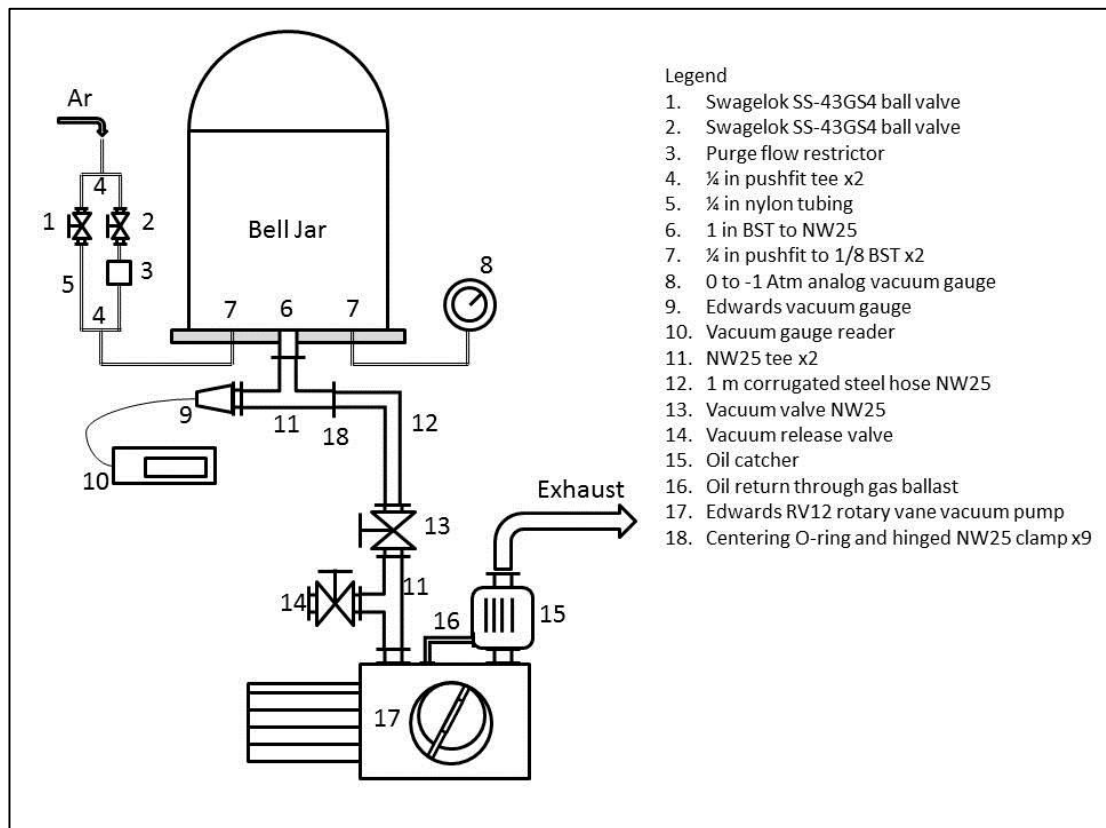 Ar
4
1
2
Bell Jar
5
3
8
4
7
6
7
9
11
18
12
10
13
Exhaust
11
14
16
15
17
Legend
1. Swagelok SS-43GS4 ball valve
2. Swagelok SS-43GS4 ball valve
3. Purge flow restrictor
4. ¼ in pushfit tee x2
5. ¼ in nylon tubing
6. 1 in BST to NW25
7. ¼ in pushfit to 1/8 BST x2
8. 0 to -1 Atm analog vacuum gauge
9. Edwards vacuum gauge
10. Vacuum gauge reader
11. NW25 tee x2
12. 1 m corrugated steel hose NW25
13. Vacuum valve NW25
14. Vacuum release valve
15. Oil catcher
16. Oil return through gas ballast
17. Edwards RV12 rotary vane vacuum pump
18. Centering O-ring and hinged NW25 clamp x9